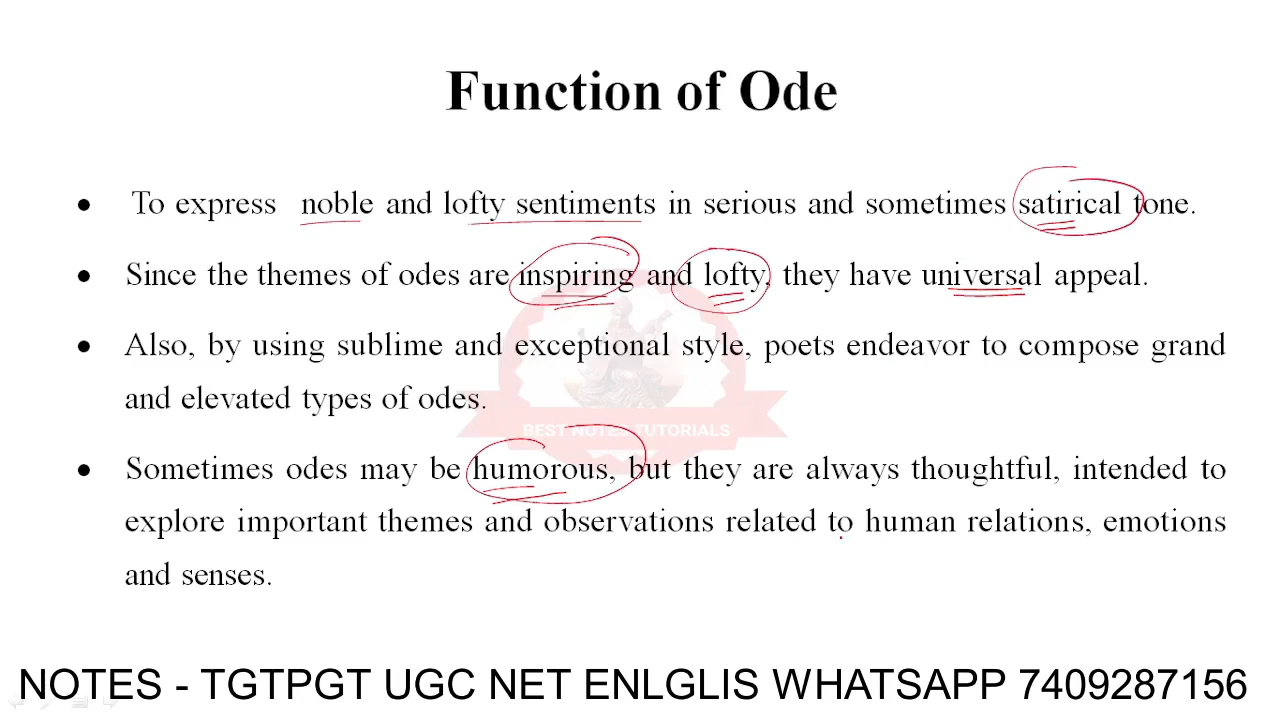 Function of Ode
• To express noble and lofty sentiments in serious and sometimes satirical tone.
• Since the themes of odes are inspiring and lofty, they have universal appeal.
• Also, by using sublime and exceptional style, poets endeavor to compose grand
and elevated types of odes.
BEST NOTES TUTORIALS
• Sometimes odes may be humorous, but they are always thoughtful, intended to
explore important themes and observations related to human relations, emotions
and senses.
NOTES - TGTPGT UGC NET ENLGLIS WHATSAPP 7409287156